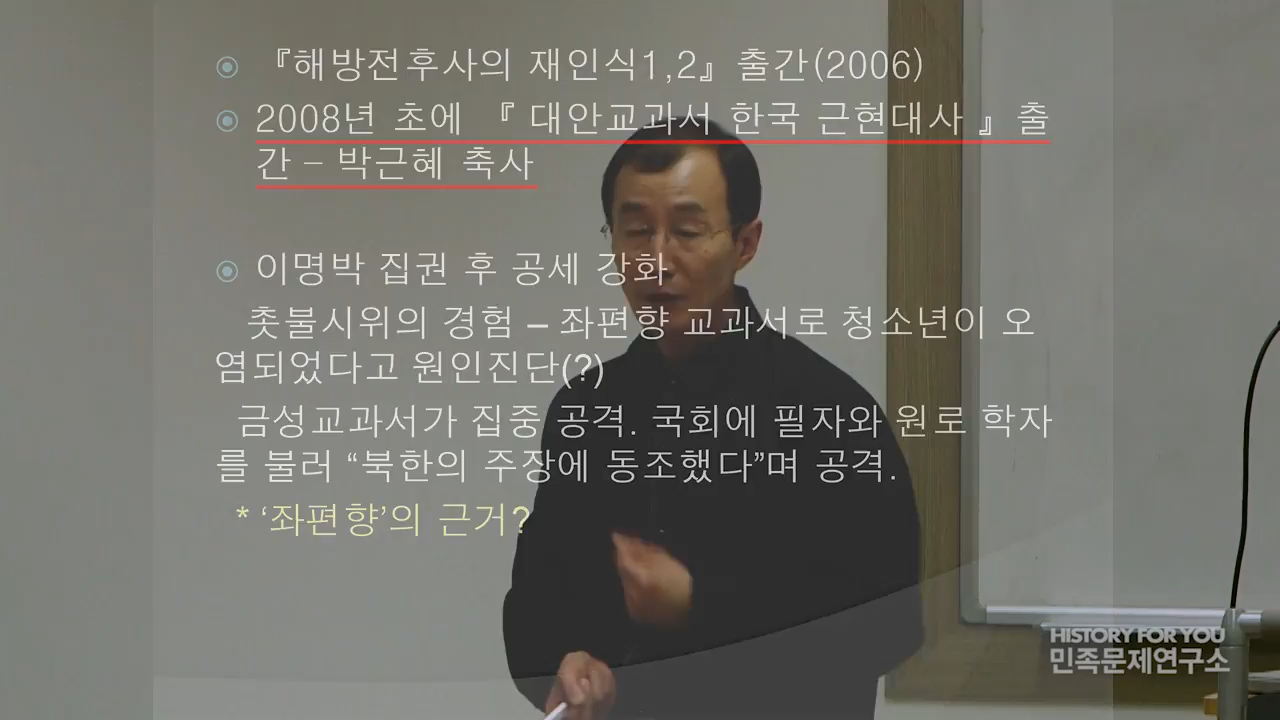 『해방전후사의 재인식1,2』 출간(2006)
2008년 초에 『 대안교과서 한국 근현대사 』 출
간 – 박근혜 축사
이명박 집권 후 공세 강화
촛불시위의 경험 – 좌편향 교과서로 청소년이 오
염되었다고 원인진단(?)
금성교과서가 집중 공격. 국회에 필자와 원로 학자
를 불러 “북한의 주장에 동조했다”며 공격.
* ‘좌편향’의 근거?
HISTORY FOR YOU
민족문제연구소